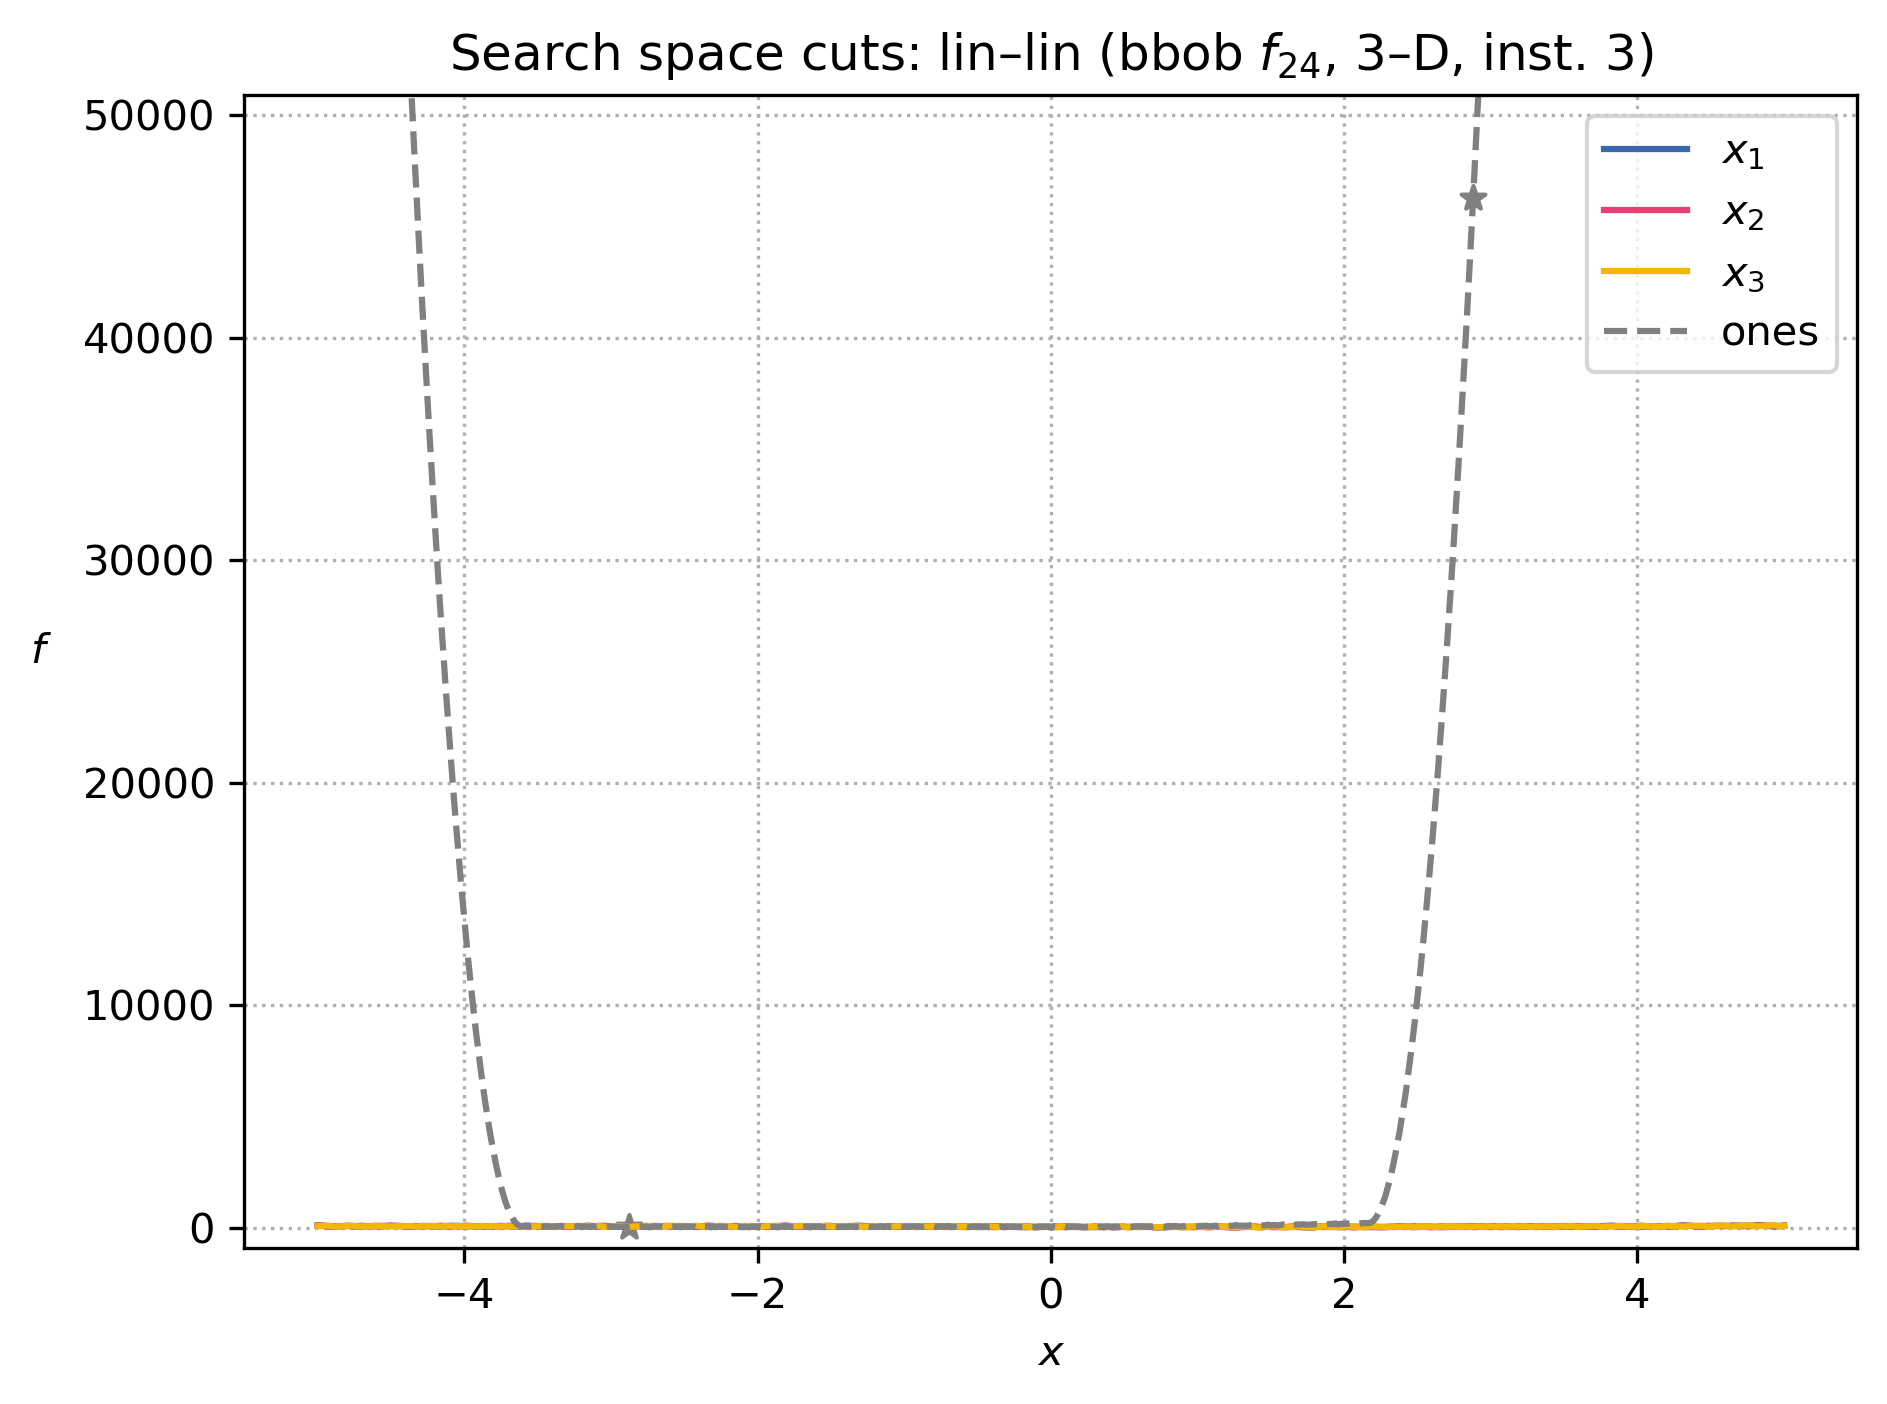 Search space cuts: lin–lin (bbob f₂₄, 3–D, inst. 3)
50000
40000
30000
20000
10000
0
f
x₁
x₂
x₃
ones
−4 −2 0 2 4
x